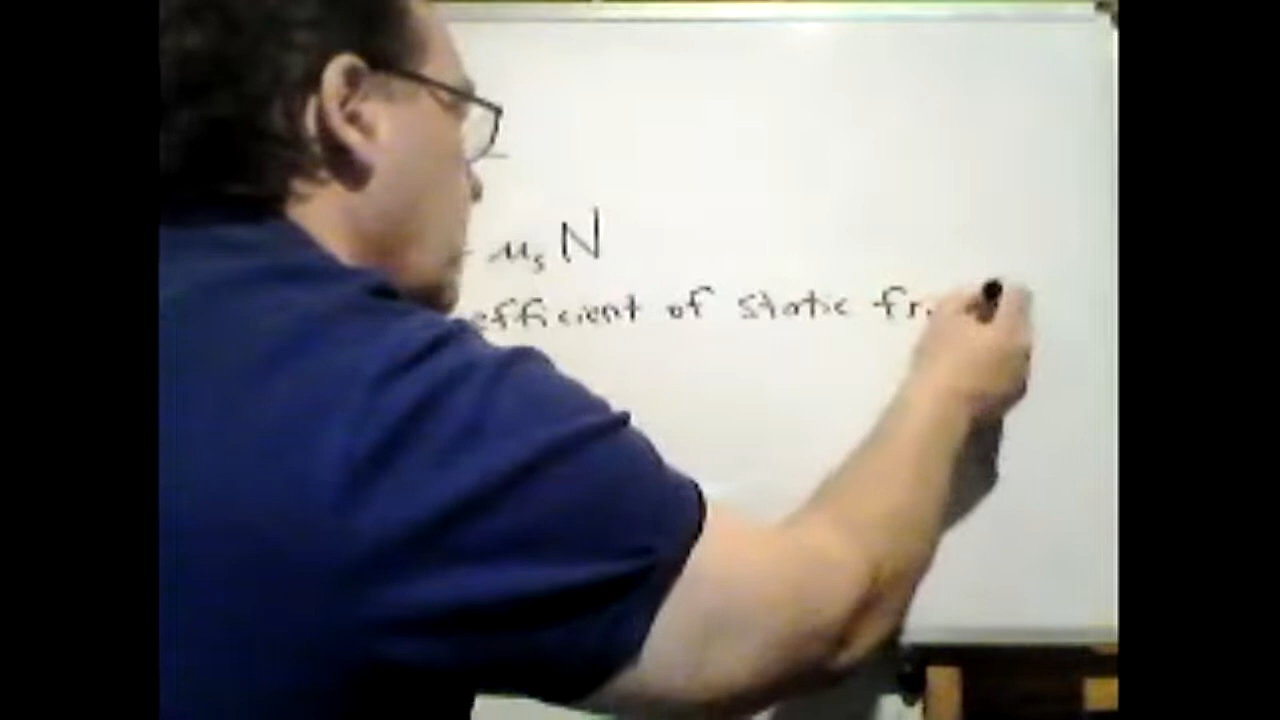 μs N
efficient of static fr